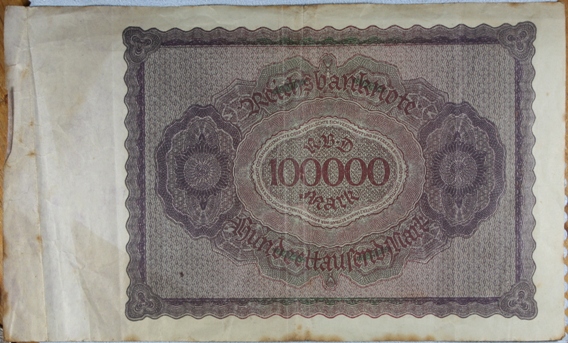 Reichsbanknote
R·B·D
100000
Mark
Hunderttausend Mark